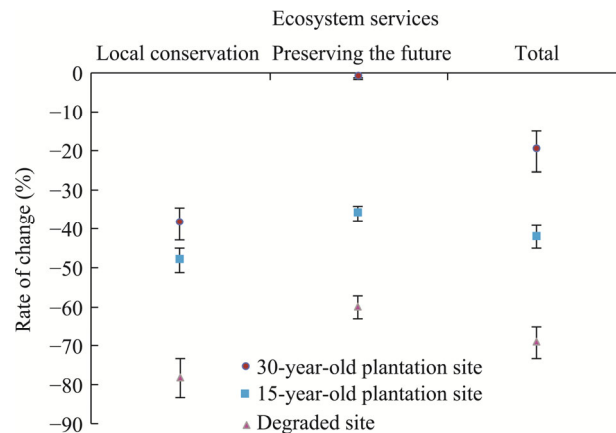 Ecosystem services
Local conservation Preserving the future Total
0
−10
−20
−30
−40
−50
−60
−70
−80
−90
Rate of change (%)
30-year-old plantation site
15-year-old plantation site
Degraded site